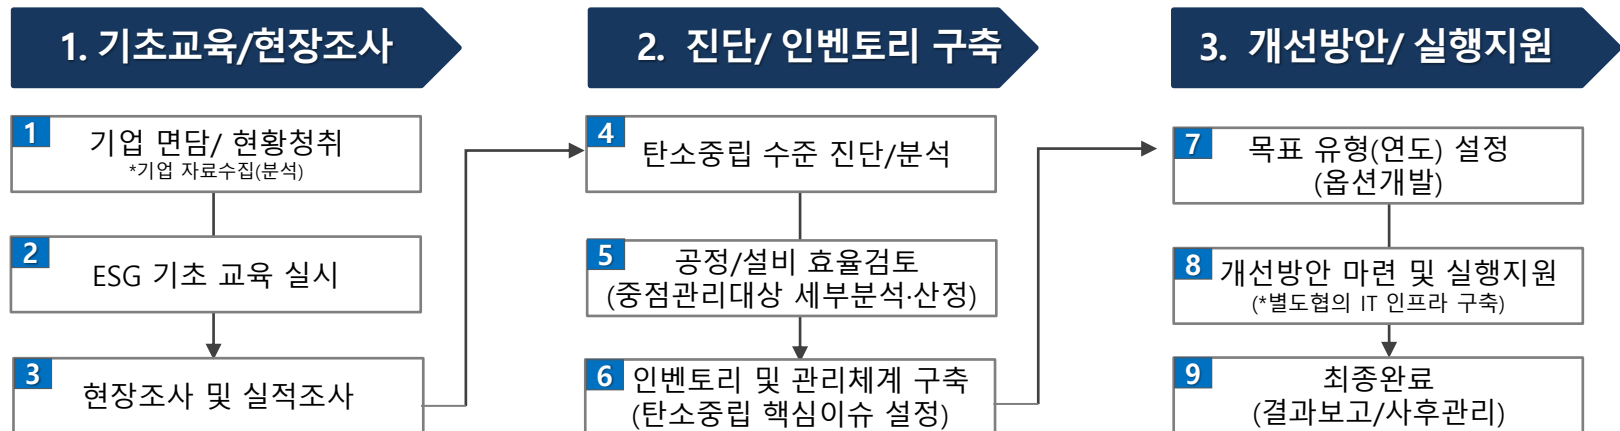 1. 기초교육/현장조사
1
기업 면담/ 현황청취
*기업 자료수집(분석)
2
ESG 기초 교육 실시
3
현장조사 및 실적조사
2. 진단/ 인벤토리 구축
4
탄소중립 수준 진단/분석
5
공정/설비 효율검토
(중점관리대상 세부분석·산정)
6
인벤토리 및 관리체계 구축
(탄소중립 핵심이슈 설정)
3. 개선방안/ 실행지원
7
목표 유형(연도) 설정
(옵션개발)
8
개선방안 마련 및 실행지원
(*별도협의 IT 인프라 구축)
9
최종완료
(결과보고/사후관리)